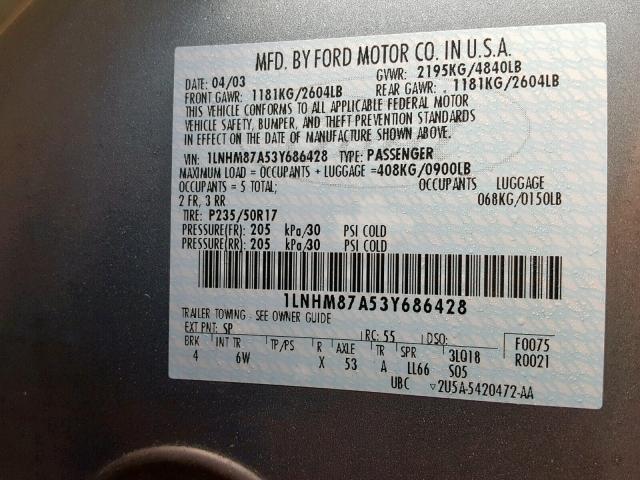 MFD. BY FORD MOTOR CO. IN U.S.A.
DATE: 04/03 GVWR: 2195KG/4840LB
FRONT GAWR: 1181KG/2604LB REAR GAWR: 1181KG/2604LB
THIS VEHICLE CONFORMS TO ALL APPLICABLE FEDERAL MOTOR
VEHICLE SAFETY, BUMPER, AND THEFT PREVENTION STANDARDS
IN EFFECT ON THE DATE OF MANUFACTURE SHOWN ABOVE.
VIN: 1LNHM87A53Y686428 TYPE: PASSENGER
MAXIMUM LOAD = OCCUPANTS + LUGGAGE =408KG/0900LB
OCCUPANTS = 5 TOTAL; OCCUPANTS LUGGAGE
2 FR, 3 RR 068KG/0150LB
TIRE: P235/50R17
PRESSURE(FR): 205 kPa/30 PSI COLD
PRESSURE(RR): 205 kPa/30 PSI COLD
1LNHM87A53Y686428
TRAILER TOWING - SEE OWNER GUIDE
EXT PNT: SP RC: 55 DSO: F0075
BRK INT TR TP/PS R AXLE TR SPR 3LQ18 R0021
4 6W X 53 A LL66 S05
UBC ▽2U5A-5420472-AA